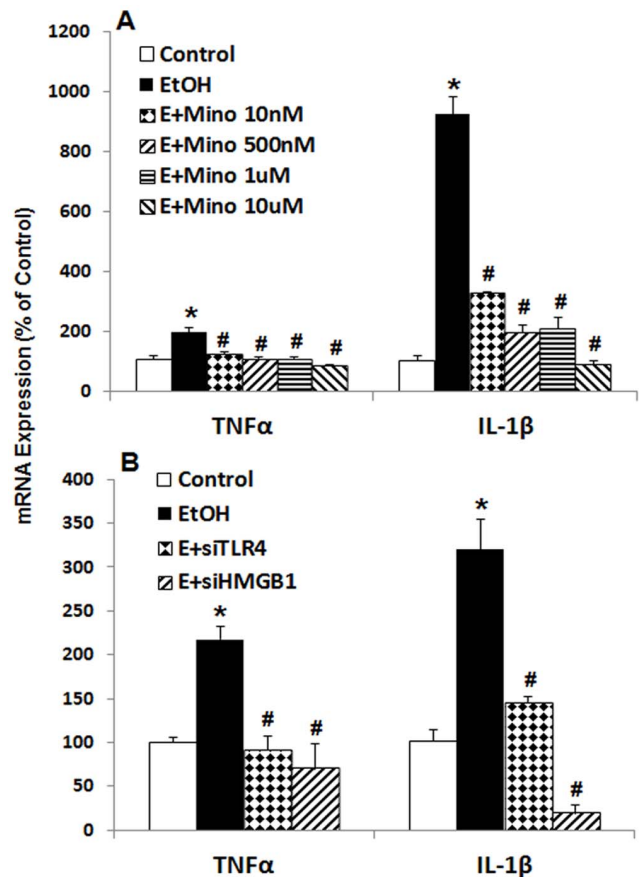 mRNA Expression (% of Control)
A
1200
1000
800
600
400
200
0
Control
EtOH
E+Mino 10nM
E+Mino 500nM
E+Mino 1uM
E+Mino 10uM
*
#
#
#
#
*
#
#
#
#
TNFα
IL-1β
B
400
350
300
250
200
150
100
50
0
Control
EtOH
E+siTLR4
E+siHMGB1
*
#
#
*
#
#
TNFα
IL-1β